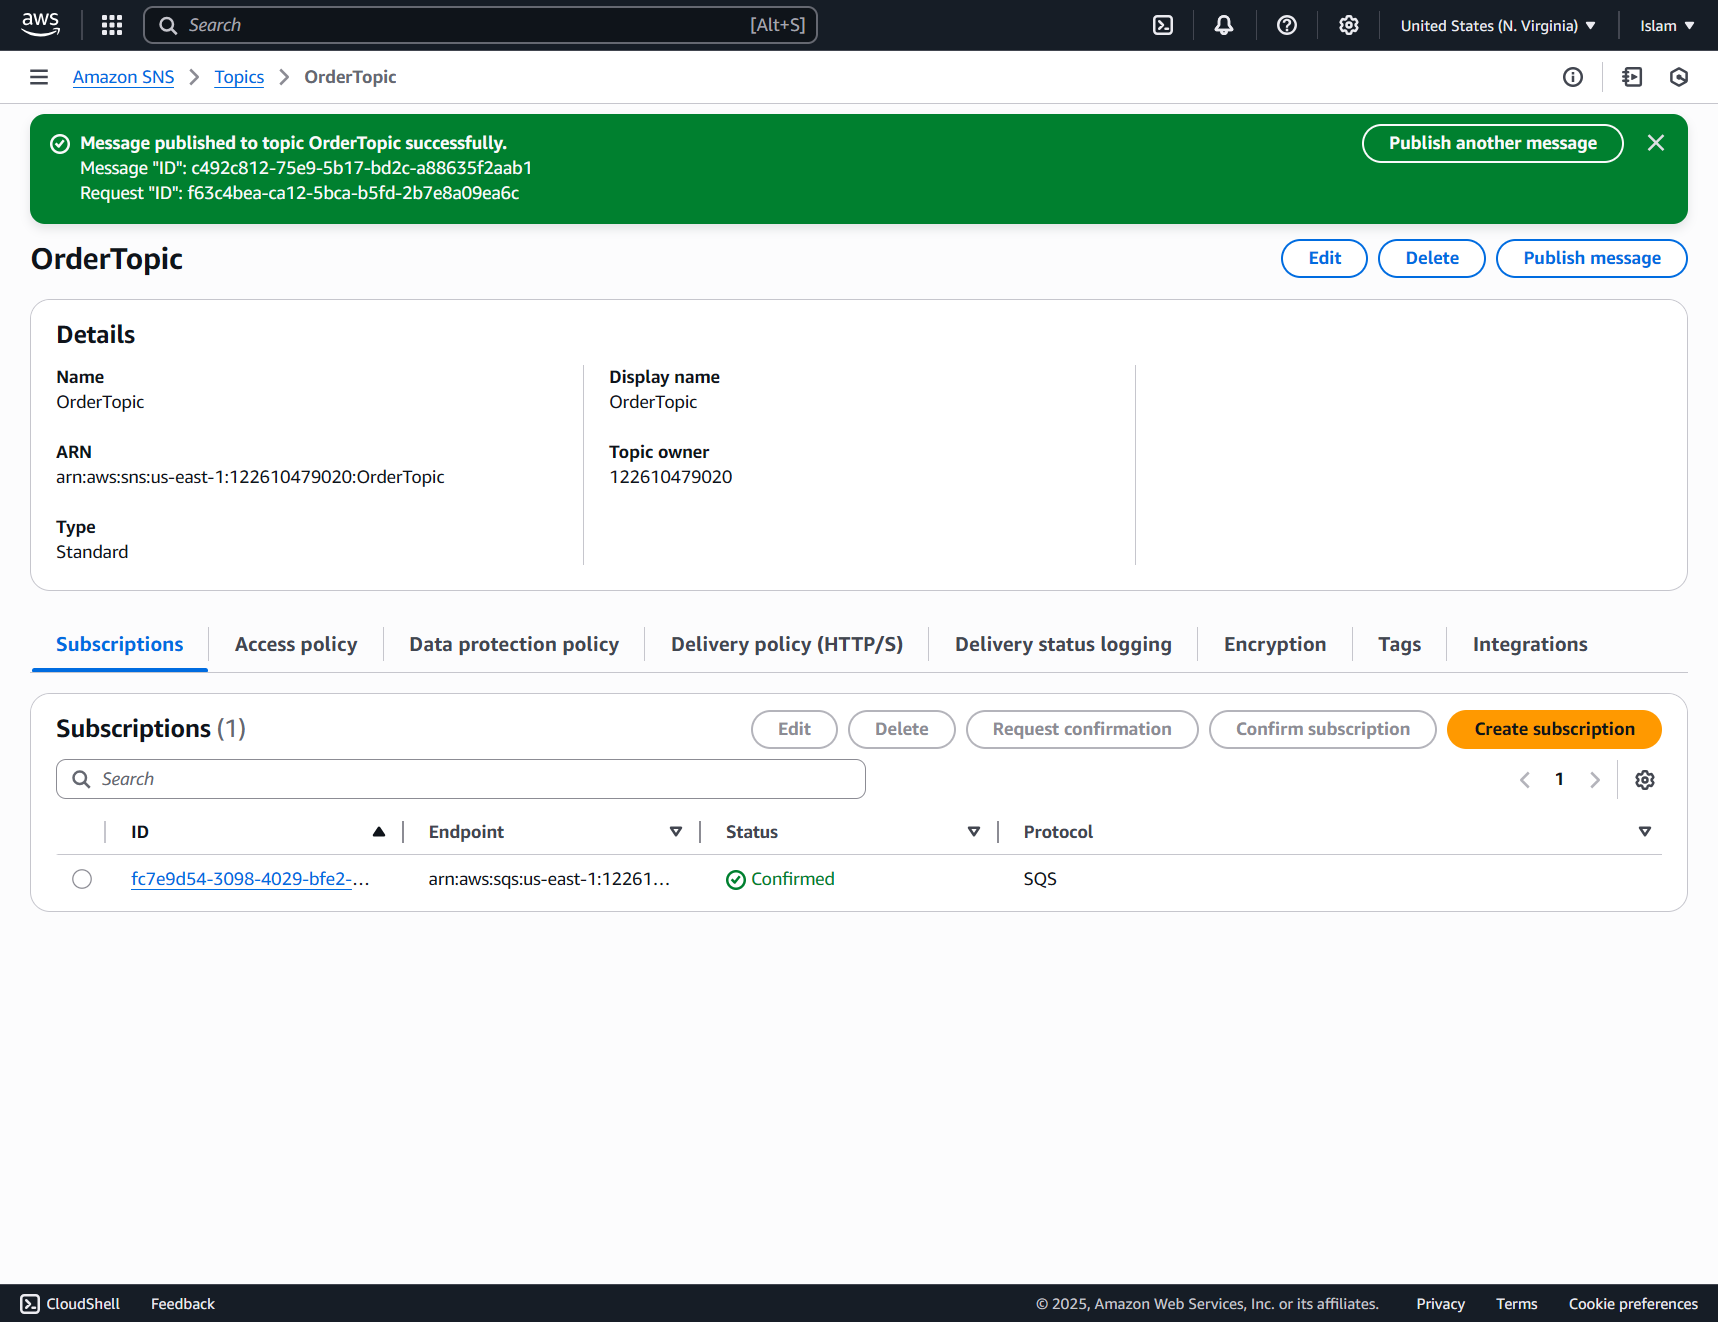 aws
Search [Alt+S]
United States (N. Virginia)
Islam
Amazon SNS
Topics
OrderTopic
Message published to topic OrderTopic successfully.
Message "ID": c492c812-75e9-5b17-bd2c-a88635f2aab1
Request "ID": f63c4bea-ca12-5bca-b5fd-2b7e8a09ea6c
Publish another message
OrderTopic
Edit
Delete
Publish message
Details
Name
OrderTopic
ARN
arn:aws:sns:us-east-1:122610479020:OrderTopic
Type
Standard
Display name
OrderTopic
Topic owner
122610479020
Subscriptions
Access policy
Data protection policy
Delivery policy (HTTP/S)
Delivery status logging
Encryption
Tags
Integrations
Subscriptions (1)
Edit
Delete
Request confirmation
Confirm subscription
Create subscription
Search
1
ID
Endpoint
Status
Protocol
fc7e9d54-3098-4029-bfe2-...
arn:aws:sqs:us-east-1:12261...
Confirmed
SQS
CloudShell
Feedback
© 2025, Amazon Web Services, Inc. or its affiliates.
Privacy
Terms
Cookie preferences